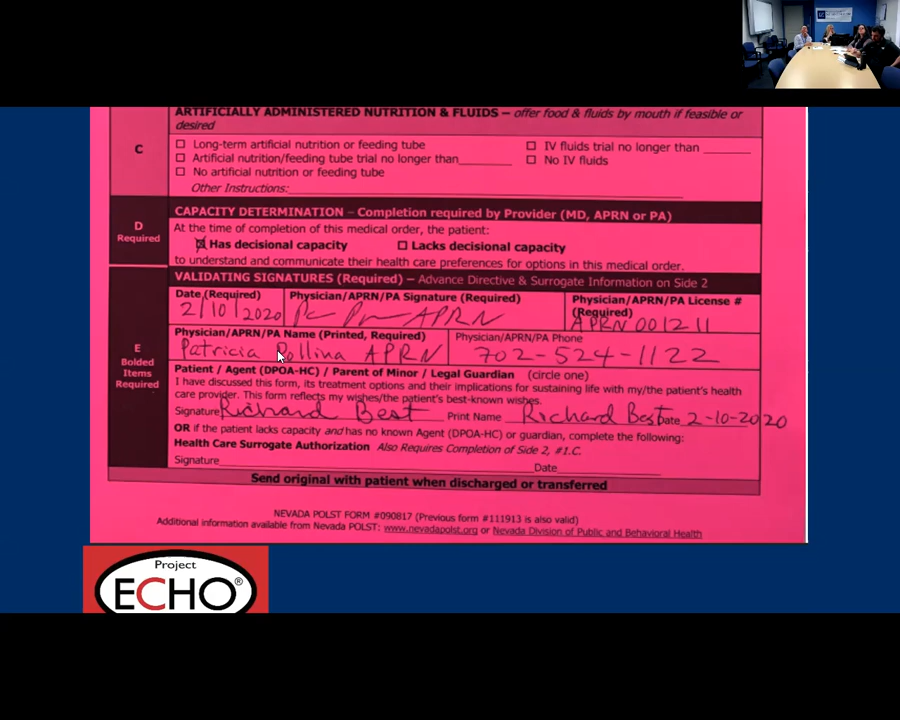 ARTIFICIALLY ADMINISTERED NUTRITION & FLUIDS – offer food & fluids by mouth if feasible or
desired
C
☐ Long-term artificial nutrition or feeding tube ☐ IV fluids trial no longer than ______
☐ Artificial nutrition/feeding tube trial no longer than_______ ☐ No IV fluids
☐ No artificial nutrition or feeding tube
Other Instructions:
D
Required
CAPACITY DETERMINATION – Completion required by Provider (MD, APRN or PA)
At the time of completion of this medical order, the patient:
☒ Has decisional capacity ☐ Lacks decisional capacity
to understand and communicate their health care preferences for options in this medical order.
E
Bolded
Items
Required
VALIDATING SIGNATURES (Required) – Advance Directive & Surrogate Information on Side 2
Date (Required) Physician/APRN/PA Signature (Required) Physician/APRN/PA License #
(Required)
2/10/2020 APRN APRN 001211
Physician/APRN/PA Name (Printed, Required) Physician/APRN/PA Phone
Patricia Pollina APRN 702-524-1122
Patient / Agent (DPOA-HC) / Parent of Minor / Legal Guardian (circle one)
I have discussed this form, its treatment options and their implications for sustaining life with my/the patient's health
care provider. This form reflects my wishes/the patient's best-known wishes.
Signature Richard Best Print Name Richard Best Date 2-10-2020
OR if the patient lacks capacity and has no known Agent (DPOA-HC) or guardian, complete the following:
Health Care Surrogate Authorization Also Requires Completion of Side 2, #1.C.
Signature Date
Send original with patient when discharged or transferred
NEVADA POLST FORM #090817 (Previous form #111913 is also valid)
Additional information available from Nevada POLST: www.nevadapolst.org or Nevada Division of Public and Behavioral Health
Project
ECHO®